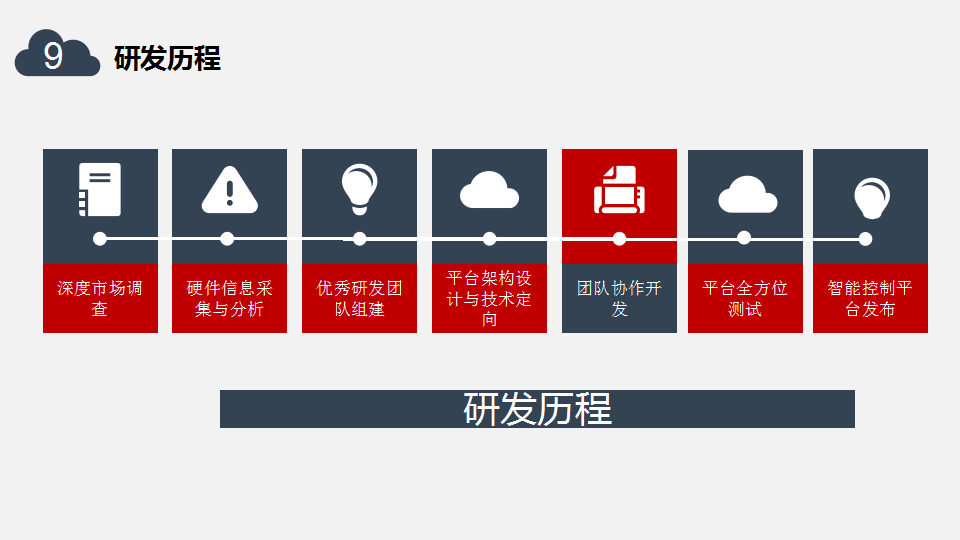 9
研发历程
深度市场调
查
硬件信息采
集与分析
优秀研发团
队组建
平台架构设
计与技术定
向
团队协作开
发
平台全方位
测试
智能控制平
台发布
研发历程